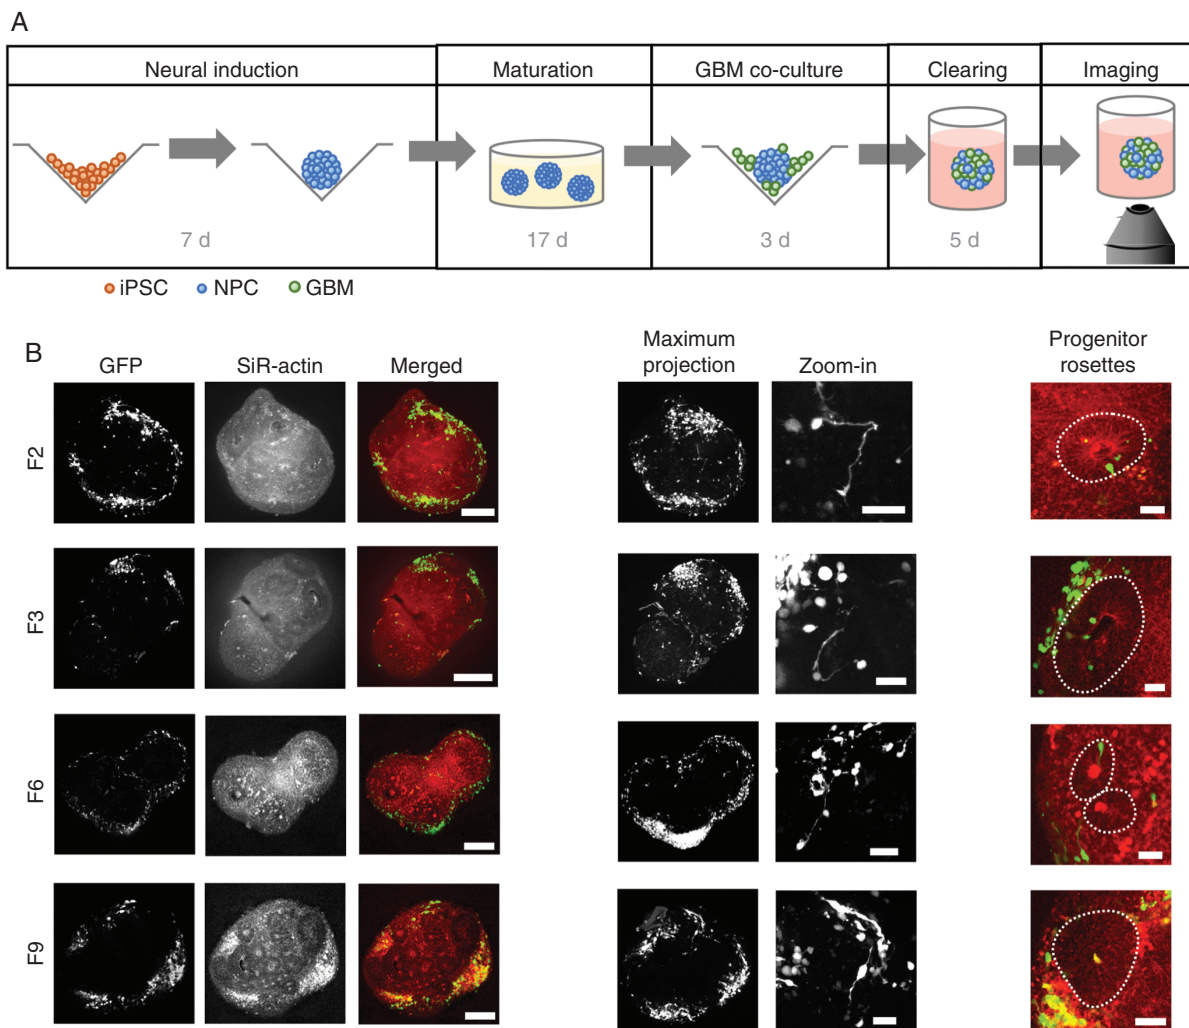 A
Neural induction
Maturation
GBM co-culture
Clearing
Imaging
7 d
17 d
3 d
5 d
iPSC
NPC
GBM
B
GFP
SiR-actin
Merged
Maximum
projection
Zoom-in
Progenitor
rosettes
F2
F3
F6
F9